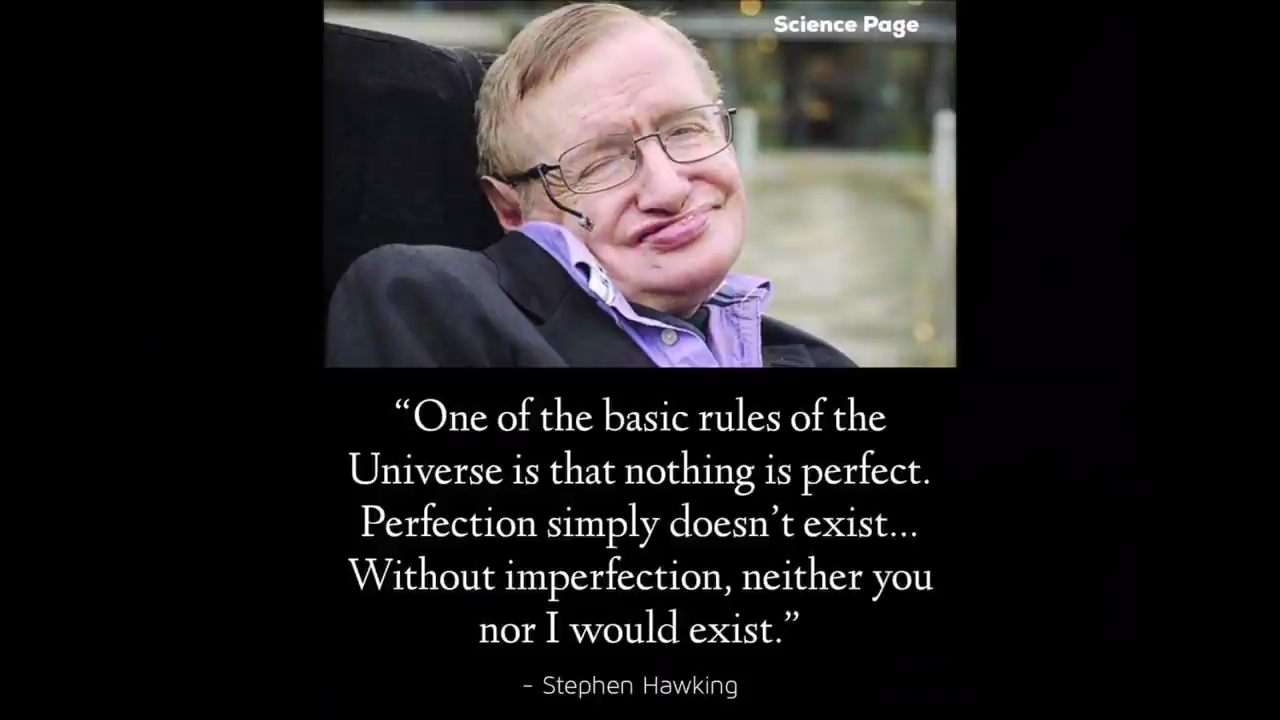 Science Page
“One of the basic rules of the
Universe is that nothing is perfect.
Perfection simply doesn’t exist...
Without imperfection, neither you
nor I would exist.”
- Stephen Hawking